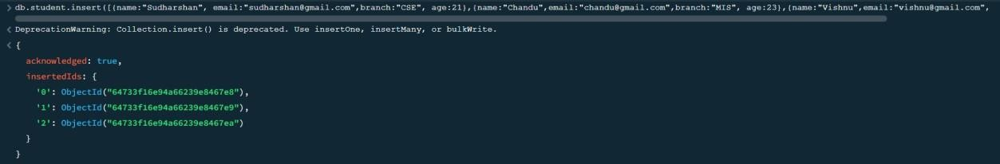 > db.student.insert([{name:"Sudharshan", email:"sudharshan@gmail.com",branch:"CSE", age:21},{name:"Chandu",email:"chandu@gmail.com",branch:"MIS", age:23},{name:"Vishnu",email:"vishnu@gmail.com",
< DeprecationWarning: Collection.insert() is deprecated. Use insertOne, insertMany, or bulkWrite.
< {
acknowledged: true,
insertedIds: {
'0': ObjectId("64733f16e94a66239e8467e8"),
'1': ObjectId("64733f16e94a66239e8467e9"),
'2': ObjectId("64733f16e94a66239e8467ea")
}
}